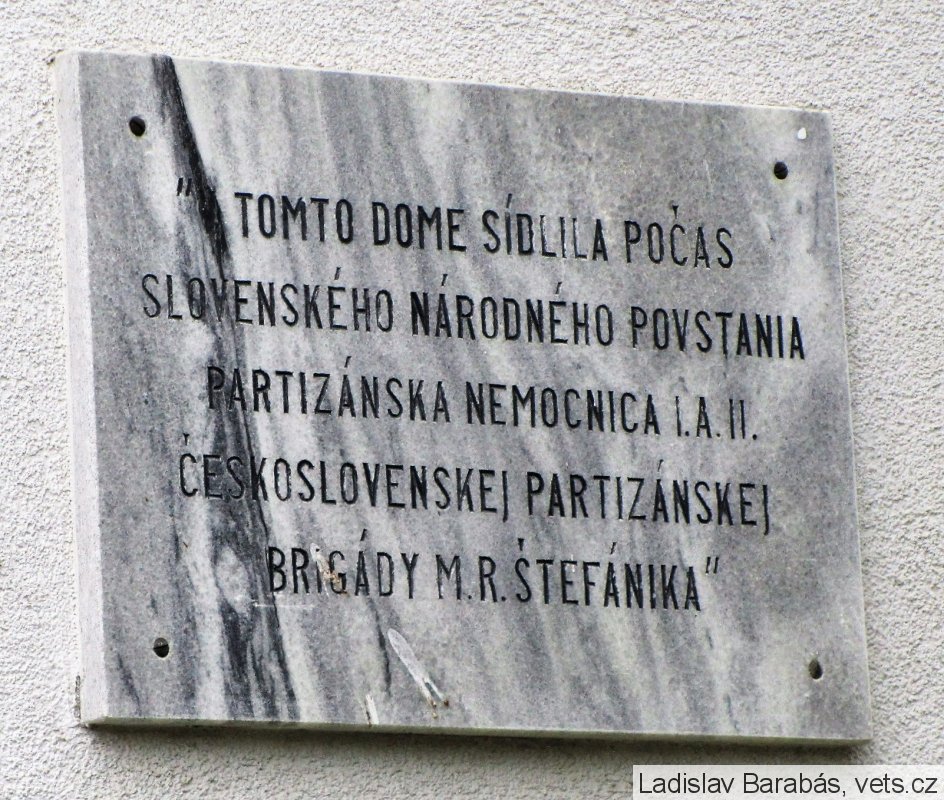 "V TOMTO DOME SÍDLILA POČAS
SLOVENSKÉHO NÁRODNÉHO POVSTANIA
PARTIZÁNSKA NEMOCNICA I. A. II.
ČESKOSLOVENSKEJ PARTIZÁNSKEJ
BRIGÁDY M. R. ŠTEFÁNIKA"
Ladislav Barabás, vets.cz